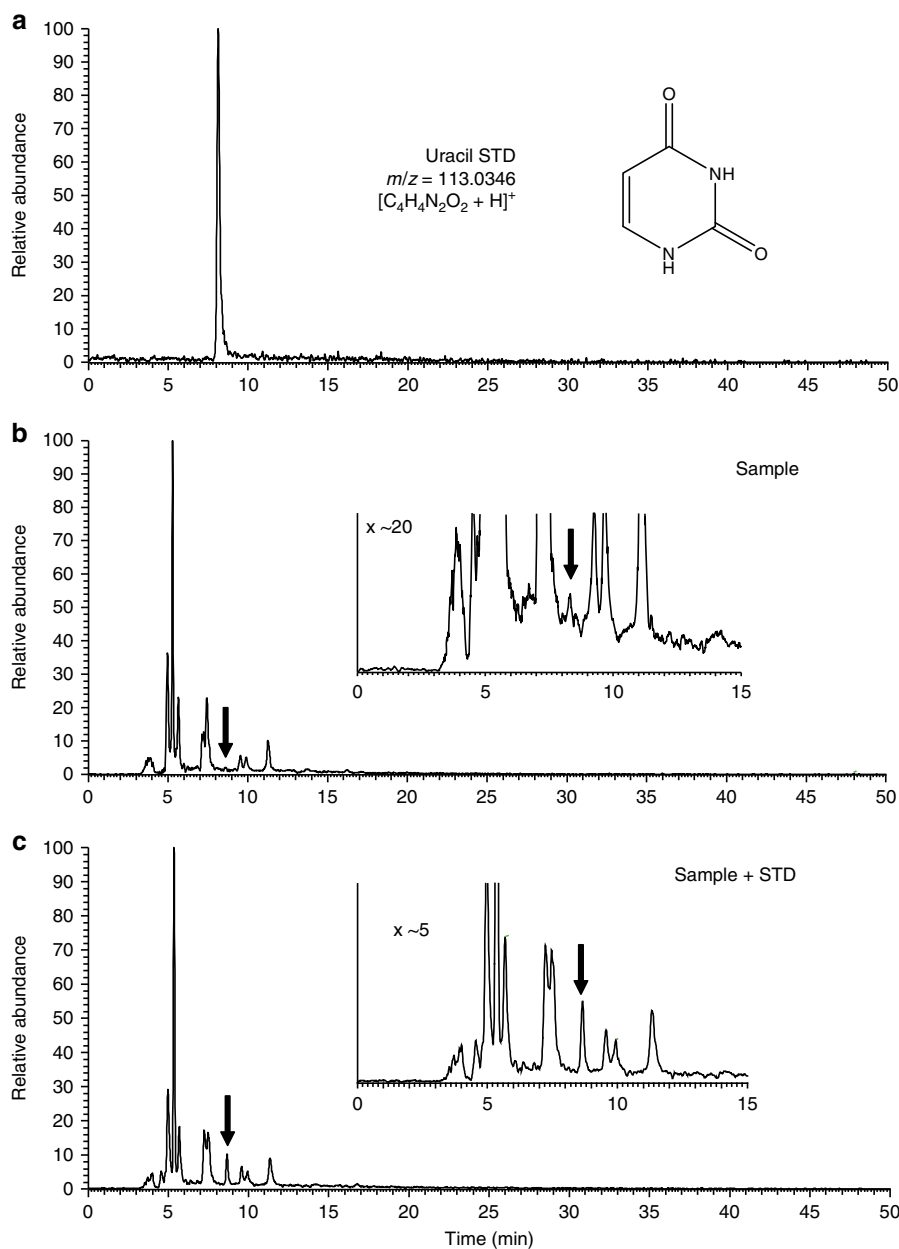 a
100
90
80
70
60
50
40
30
20
10
0
Relative abundance
Uracil STD
m/z = 113.0346
[C₄H₄N₂O₂ + H]⁺
O
NH
O
N
H
0 5 10 15 20 25 30 35 40 45 50
b
100
90
80
70
60
50
40
30
20
10
0
Relative abundance
Sample
x ~20
0 5 10 15
0 5 10 15 20 25 30 35 40 45 50
c
100
90
80
70
60
50
40
30
20
10
0
Relative abundance
Sample + STD
x ~5
0 5 10 15
0 5 10 15 20 25 30 35 40 45 50
Time (min)